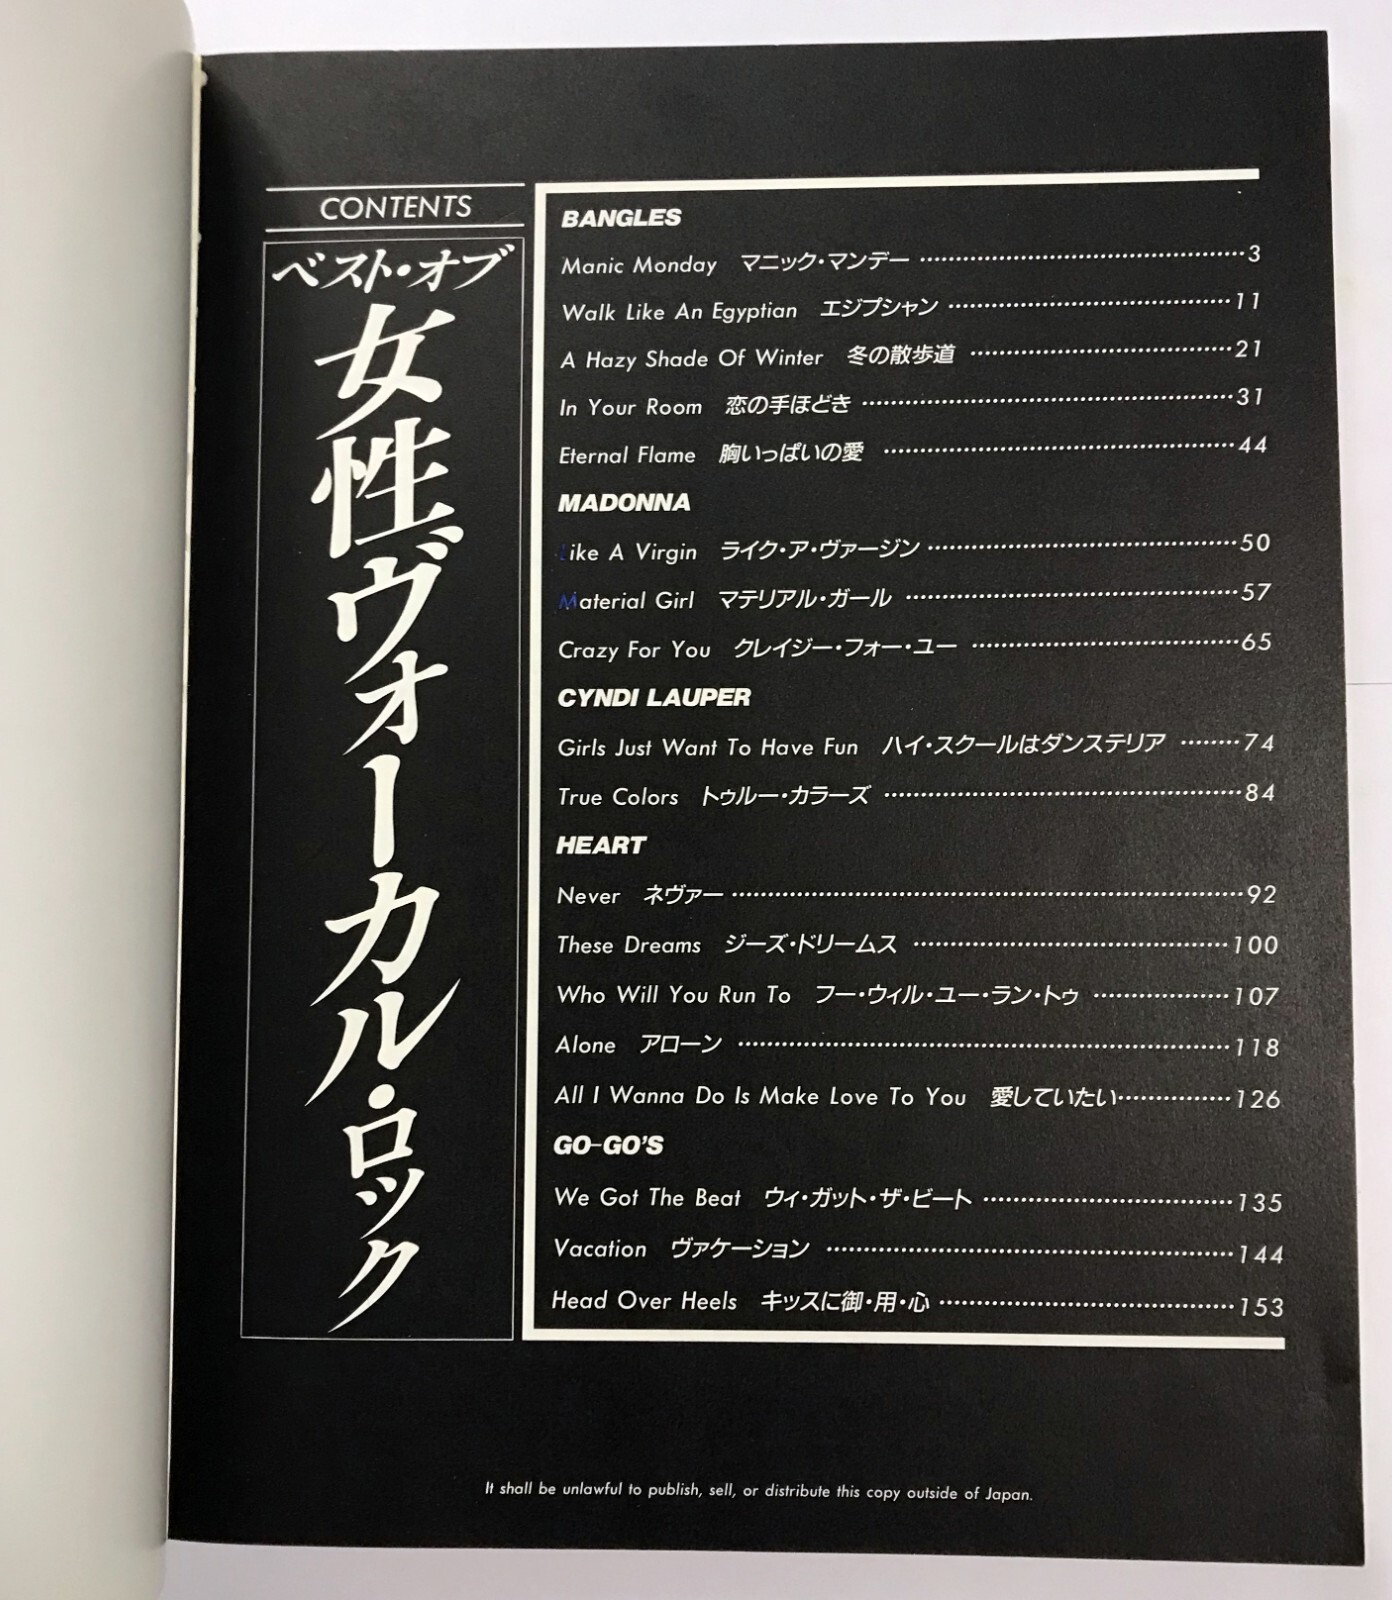 CONTENTS
ベスト・オブ
女性ヴォーカル・ロック
BANGLES
Manic Monday マニック・マンデー 3
Walk Like An Egyptian エジプシャン 11
A Hazy Shade Of Winter 冬の散歩道 21
In Your Room 恋の手ほどき 31
Eternal Flame 胸いっぱいの愛 44
MADONNA
Like A Virgin ライク・ア・ヴァージン 50
Material Girl マテリアル・ガール 57
Crazy For You クレイジー・フォー・ユー 65
CYNDI LAUPER
Girls Just Want To Have Fun ハイ・スクールはダンステリア 74
True Colors トゥルー・カラーズ 84
HEART
Never ネヴァー 92
These Dreams ジーズ・ドリームス 100
Who Will You Run To フー・ウィル・ユー・ラン・トゥ 107
Alone アローン 118
All I Wanna Do Is Make Love To You 愛していたい 126
GO-GO'S
We Got The Beat ウィ・ガット・ザ・ビート 135
Vacation ヴァケーション 144
Head Over Heels キッスに御・用・心 153
It shall be unlawful to publish, sell, or distribute this copy outside of Japan.